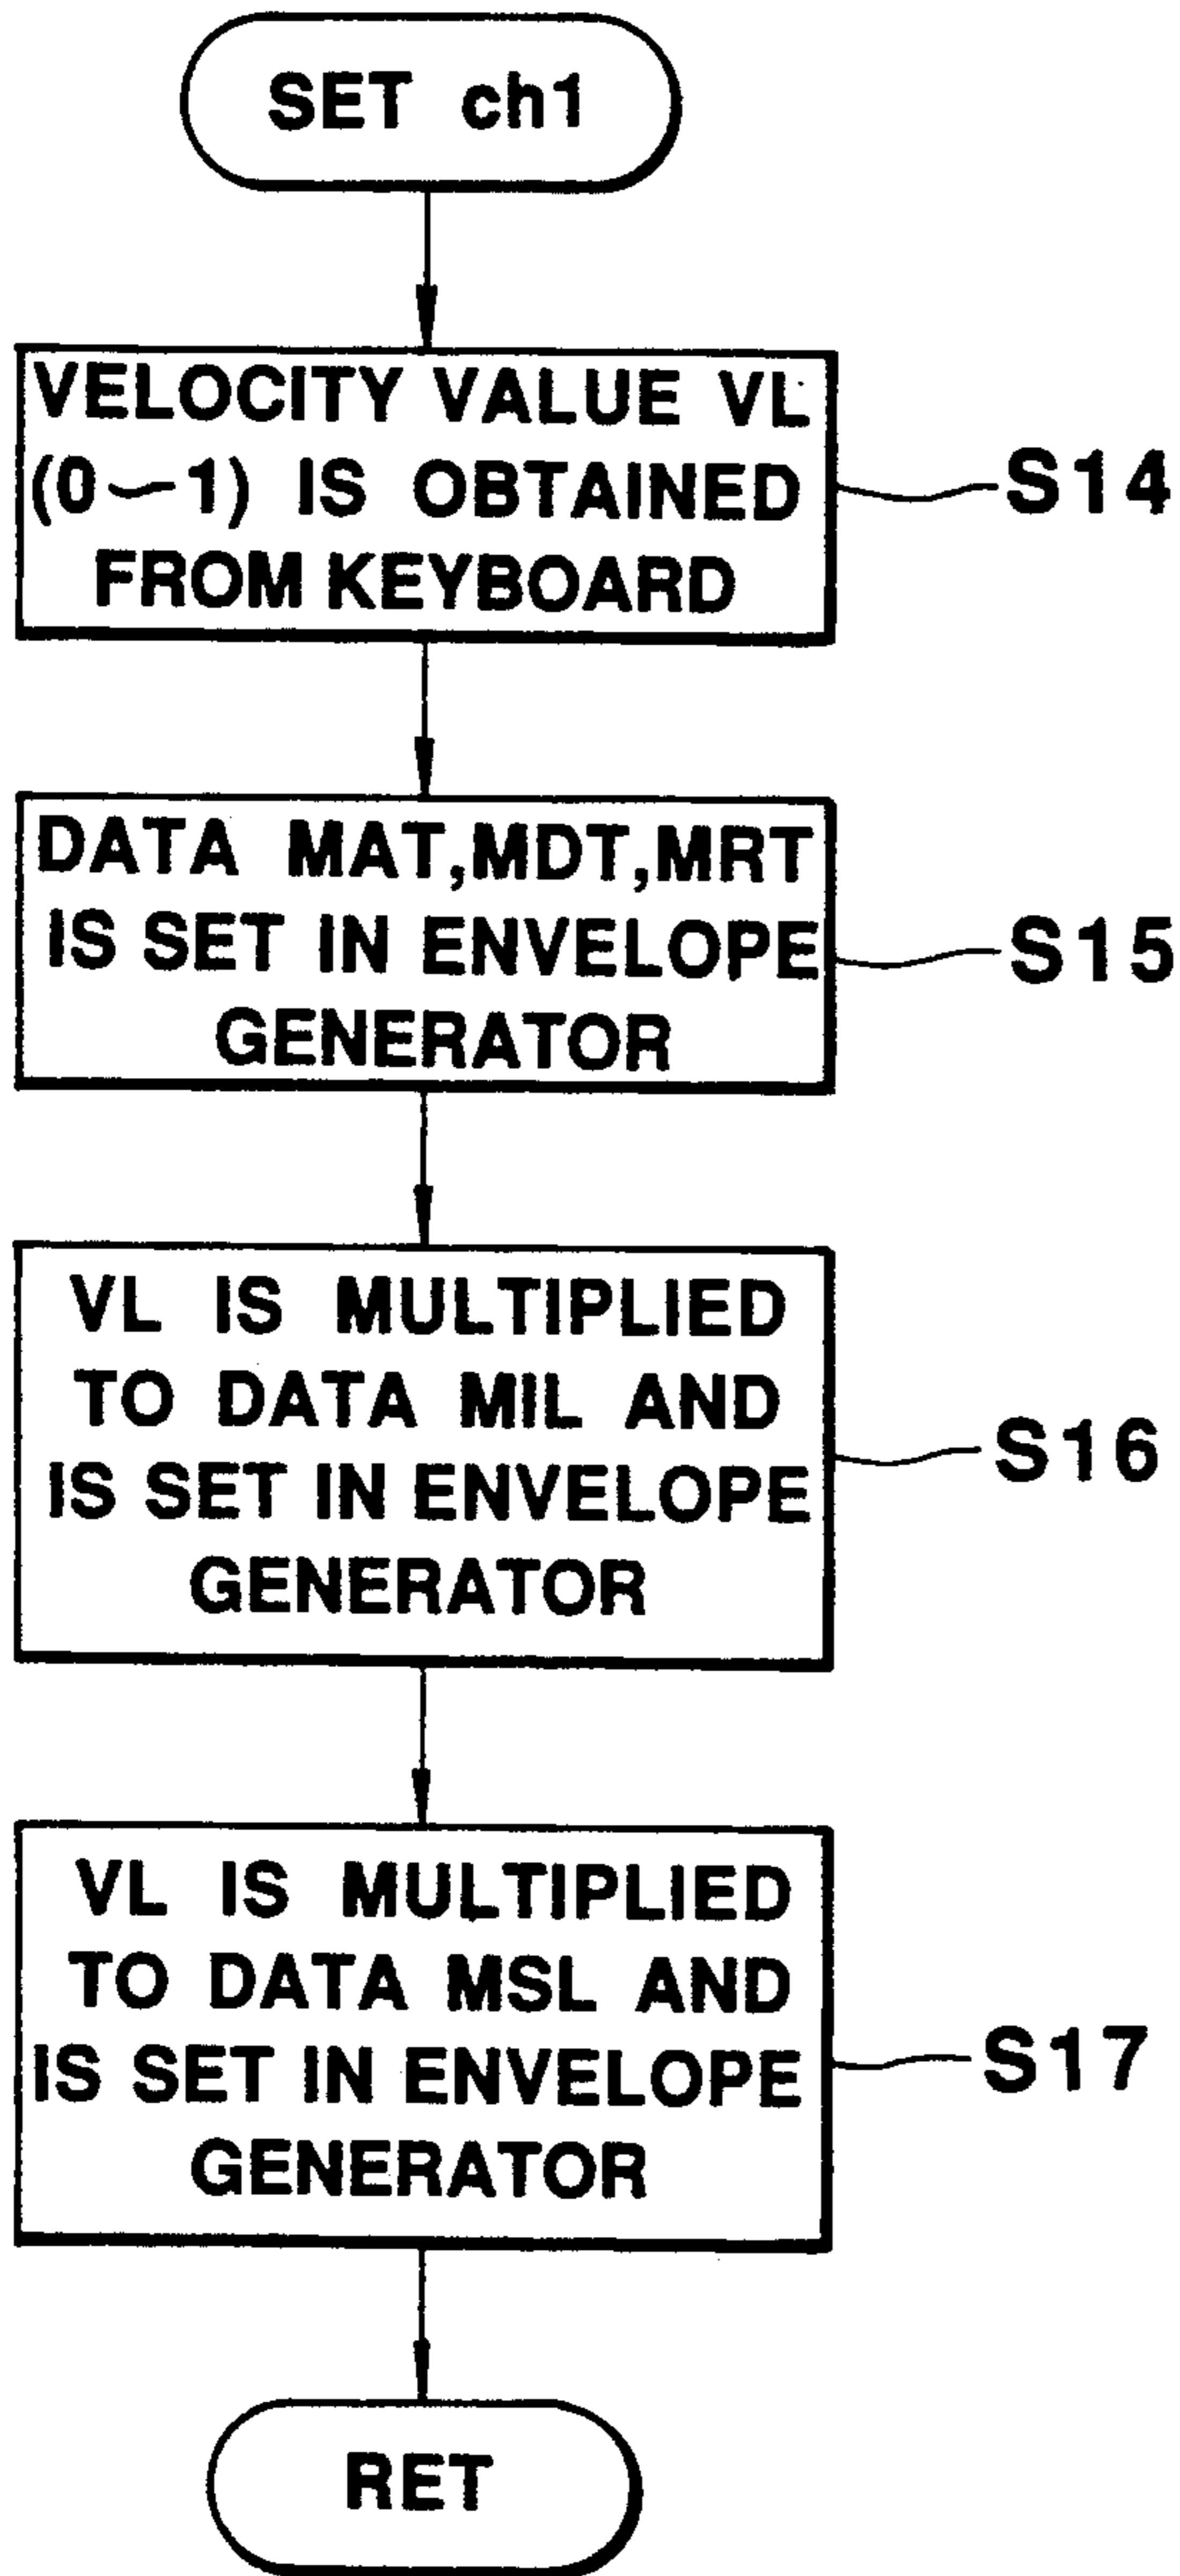 SET ch1
VELOCITY VALUE VL
(0~1) IS OBTAINED
FROM KEYBOARD
S14
DATA MAT,MDT,MRT
IS SET IN ENVELOPE
GENERATOR
S15
VL IS MULTIPLIED
TO DATA MIL AND
IS SET IN ENVELOPE
GENERATOR
S16
VL IS MULTIPLIED
TO DATA MSL AND
IS SET IN ENVELOPE
GENERATOR
S17
RET